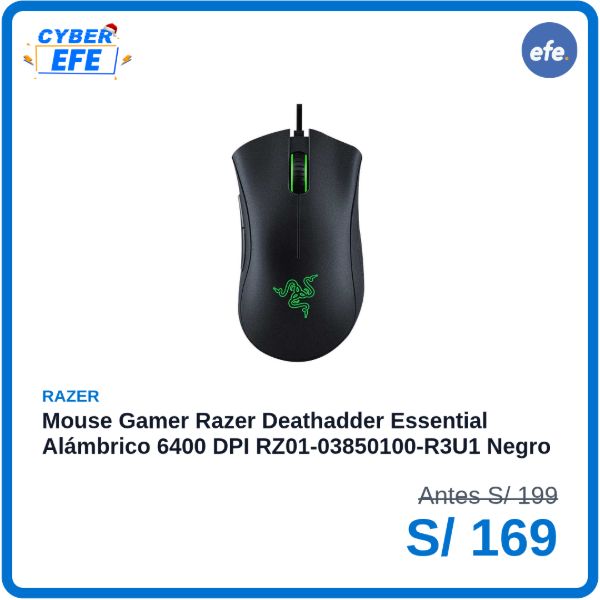 CYBER
EFE
efe.
RAZER
Mouse Gamer Razer Deathadder Essential
Alámbrico 6400 DPI RZ01-03850100-R3U1 Negro
Antes S/ 199
S/ 169